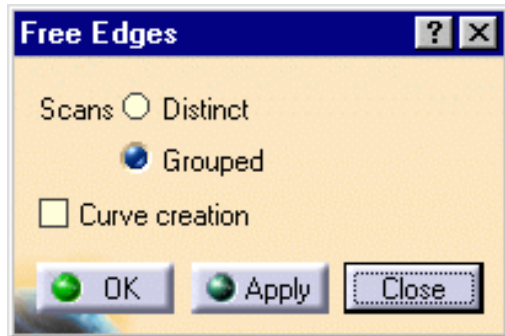 Free Edges ?
Scans Distinct
Grouped
Curve creation
OK Apply Close